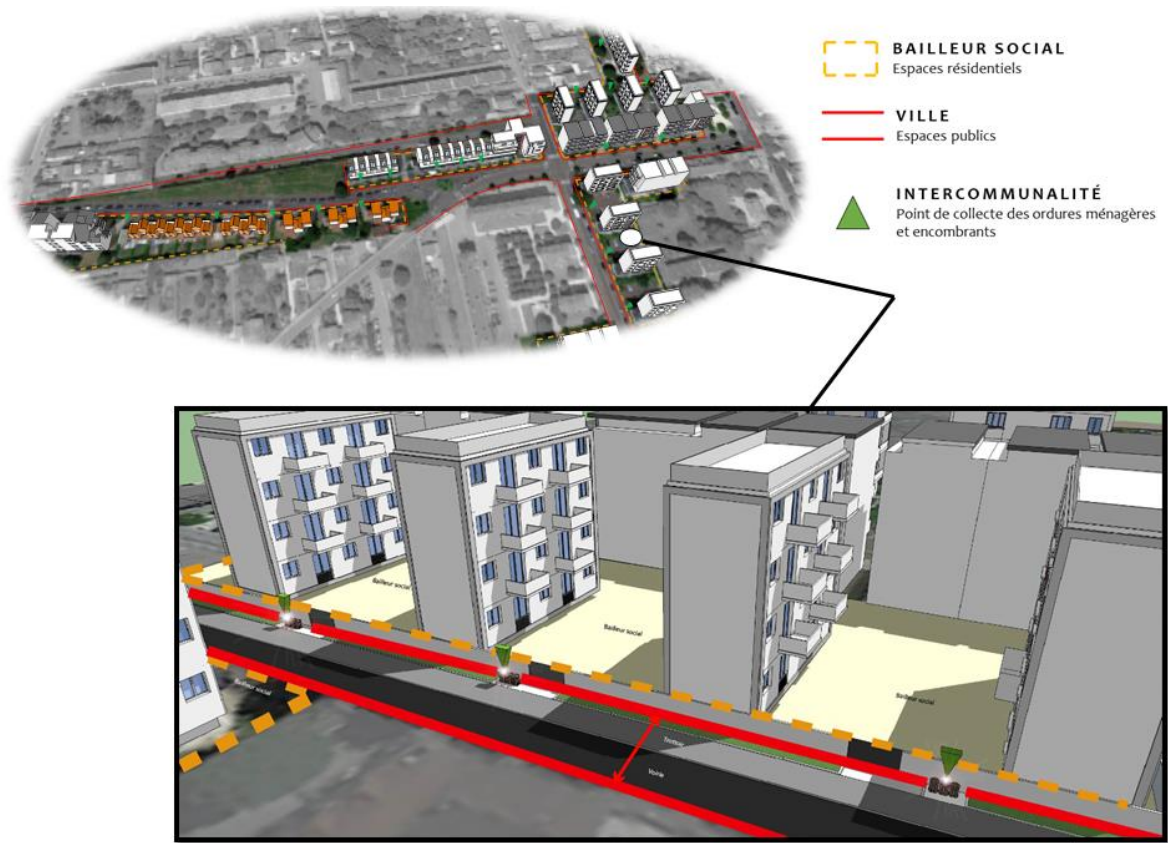 BAILLEUR SOCIAL
Espaces résidentiels
VILLE
Espaces publics
INTERCOMMUNALITÉ
Point de collecte des ordures ménagères
et encombrants
Bailleur social
Bailleur social
Bailleur social
Bailleur social
Trottoir
Voirie